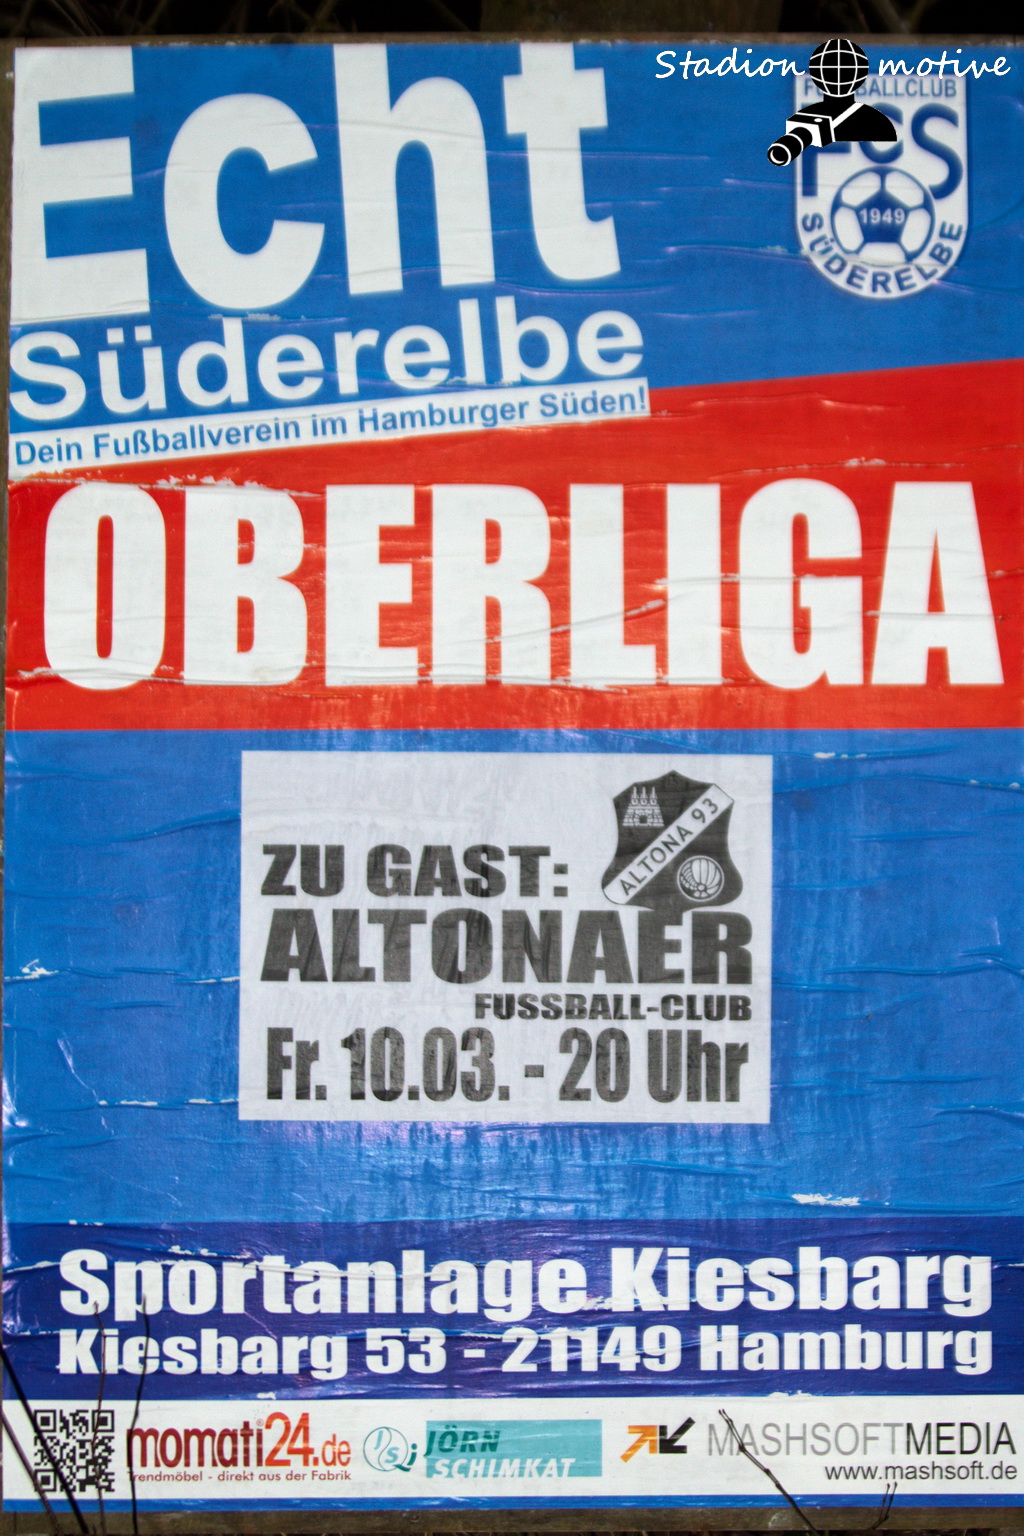 Stadion motive
Echt
Süderelbe
Dein Fußballverein im Hamburger Süden!
FCS
1949
SÜDERELBE
OBERLIGA
ALTONA 93
ZU GAST:
ALTONAER
FUSSBALL-CLUB
Fr. 10.03. - 20 Uhr
Sportanlage Kiesbarg
Kiesbarg 53 - 21149 Hamburg
momati24.de
Trendmöbel - direkt aus der Fabrik
JÖRN
SCHIMKAT
MASHSOFTMEDIA
www.mashsoft.de